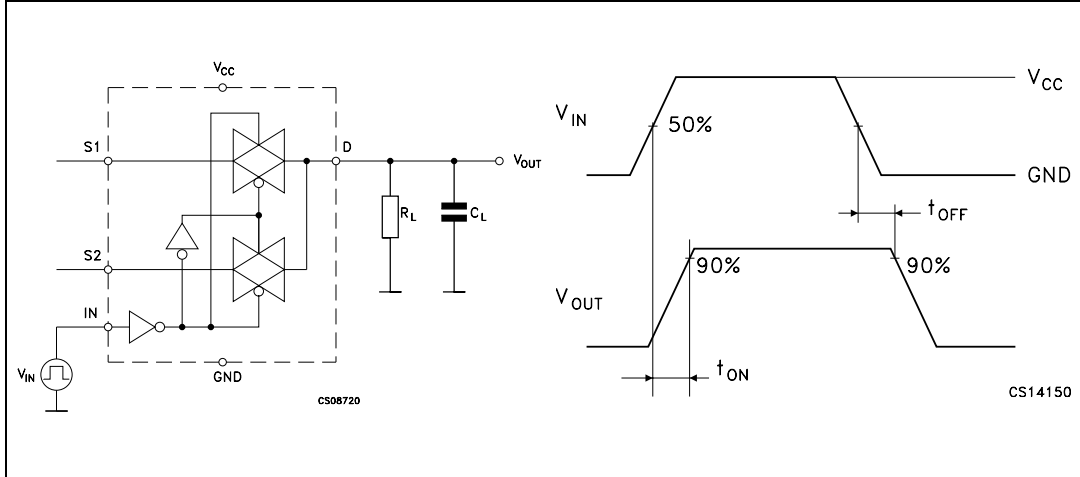 VCC
S1
D
VOUT
RL
CL
S2
IN
VIN
GND
CS08720
VIN
50%
VCC
GND
tOFF
90%
90%
VOUT
tON
CS14150